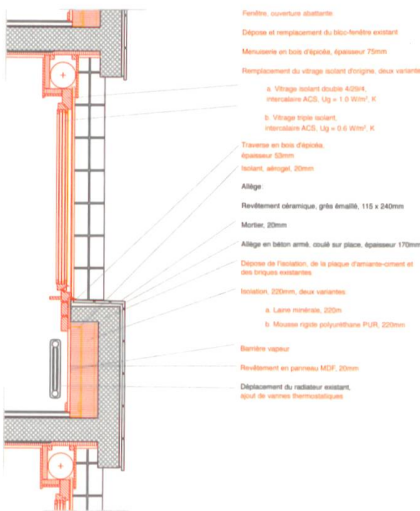 Fenêtre, ouverture abattante:
Dépose et remplacement du bloc-fenêtre existant
Menuiserie en bois d'épicéa, épaisseur 75mm
Remplacement du vitrage isolant d'origine, deux variantes
a. Vitrage isolant double 4/20/4,
intercalaire ACS, Ug = 1.0 W/m², K
b. Vitrage triple isolant
intercalaire ACS, Ug = 0.6 W/m², K
Traverse en bois d'épicéa,
épaisseur 53mm
Isolant, aérogel, 20mm
Allège:
Revêtement céramique, grès émaillé, 115 x 240mm
Mortier, 20mm
Allège en béton armé, coulé sur place, épaisseur 170mm
Dépose de l'isolation, de la plaque d'amiante-ciment et
des briques existantes
Isolation, 220mm, deux variantes:
a. Laine minérale, 220m
b. Mousse rigide polyuréthane PUR, 220mm
Barrière vapeur
Revêtement en panneau MDF, 20mm
Déplacement du radiateur existant,
ajout de vannes thermostatiques